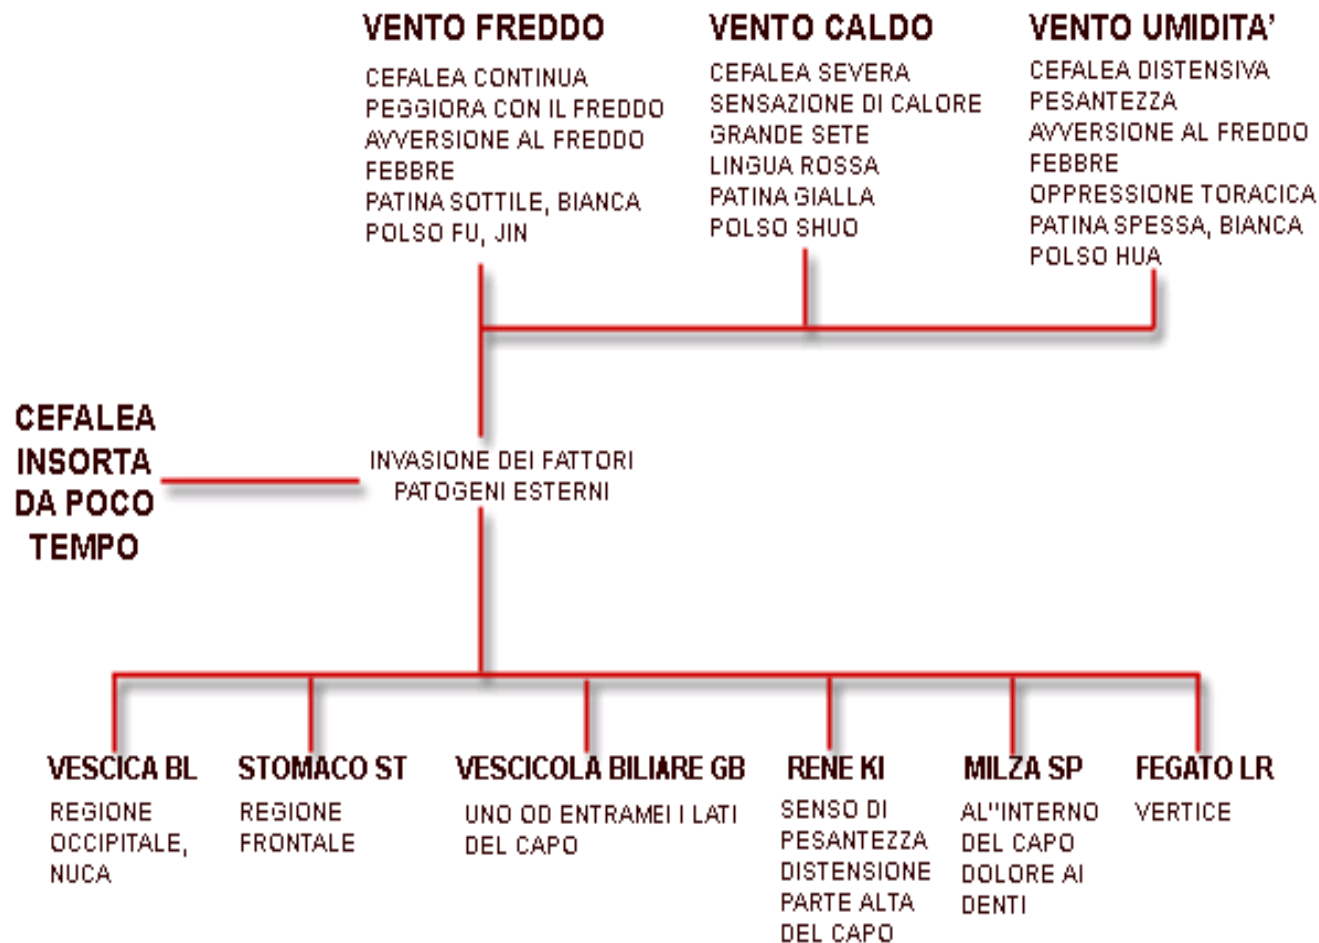 VENTO FREDDO
CEFALEA CONTINUA
PEGGIORA CON IL FREDDO
AVVERSIONE AL FREDDO
FEBBRE
PATINA SOTTILE, BIANCA
POLSO FU, JIN
VENTO CALDO
CEFALEA SEVERA
SENSAZIONE DI CALORE
GRANDE SETE
LINGUA ROSSA
PATINA GIALLA
POLSO SHUO
VENTO UMIDITA'
CEFALEA DISTENSIVA
PESANTEZZA
AVVERSIONE AL FREDDO
FEBBRE
OPPRESSIONE TORACICA
PATINA SPESSA, BIANCA
POLSO HUA
CEFALEA
INSORTA
DA POCO
TEMPO
INVASIONE DEI FATTORI
PATOGENI ESTERNI
VESCICA BL
REGIONE
OCCIPITALE,
NUCA
STOMACO ST
REGIONE
FRONTALE
VESCICOLA BILIARE GB
UNO OD ENTRAMEI I LATI
DEL CAPO
RENE KI
SENSO DI
PESANTEZZA
DISTENSIONE
PARTE ALTA
DEL CAPO
MILZA SP
AL''INTERNO
DEL CAPO
DOLORE AI
DENTI
FEGATO LR
VERTICE